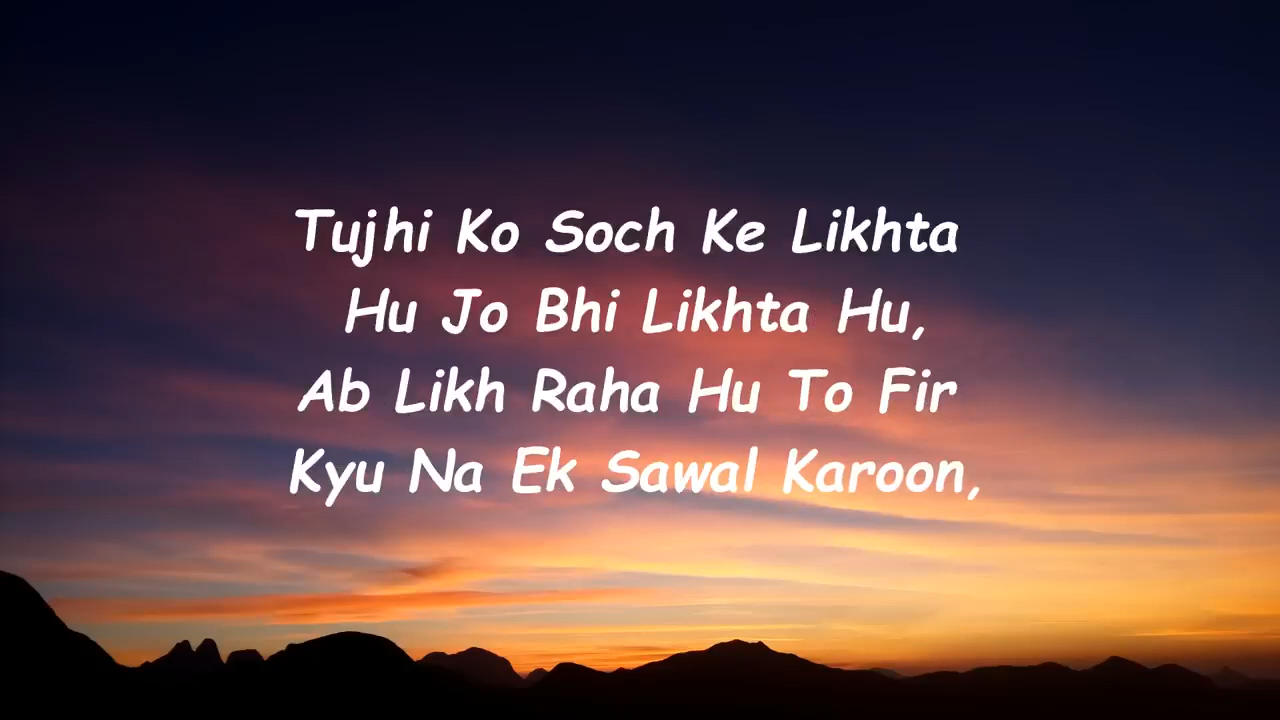 Tujhi Ko Soch Ke Likhta
Hu Jo Bhi Likhta Hu,
Ab Likh Raha Hu To Fir
Kyu Na Ek Sawal Karoon,